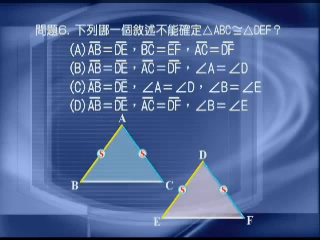 問題6. 下列哪一個敘述不能確定△ABC≅△DEF？
(A)AB＝DE，BC＝EF，AC＝DF
(B)AB＝DE，AC＝DF，∠A＝∠D
(C)AB＝DE，∠A＝∠D，∠B＝∠E
(D)AB＝DE，AC＝DF，∠B＝∠E
A
S S
B C
D
S S
E F